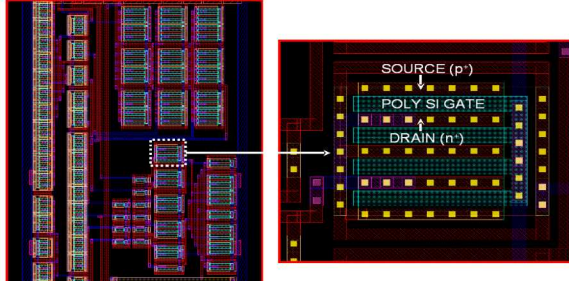 SOURCE (p⁺)
POLY SI GATE
DRAIN (n⁺)